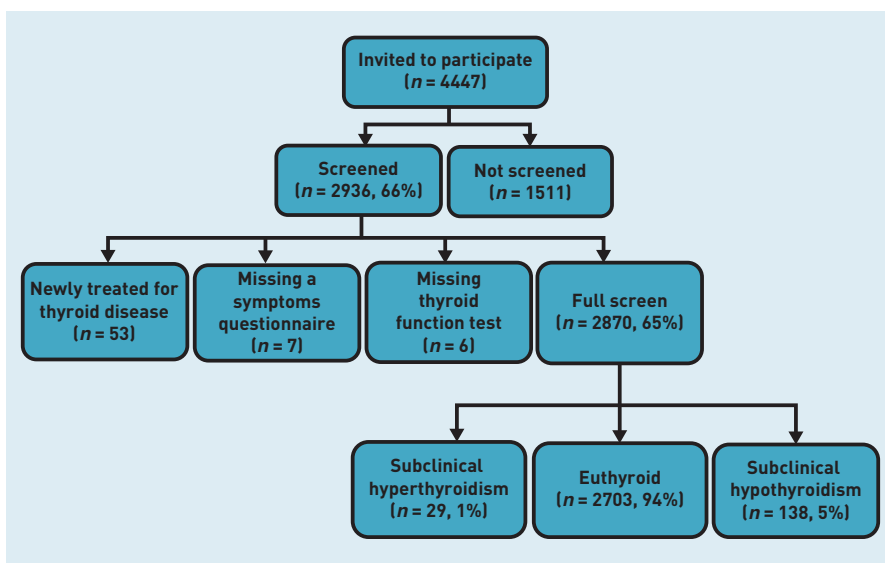 Invited to participate
(n = 4447)
Screened
(n = 2936, 66%)
Not screened
(n = 1511)
Newly treated for
thyroid disease
(n = 53)
Missing a
symptoms
questionnaire
(n = 7)
Missing
thyroid
function test
(n = 6)
Full screen
(n = 2870, 65%)
Subclinical
hyperthyroidism
(n = 29, 1%)
Euthyroid
(n = 2703, 94%)
Subclinical
hypothyroidism
(n = 138, 5%)